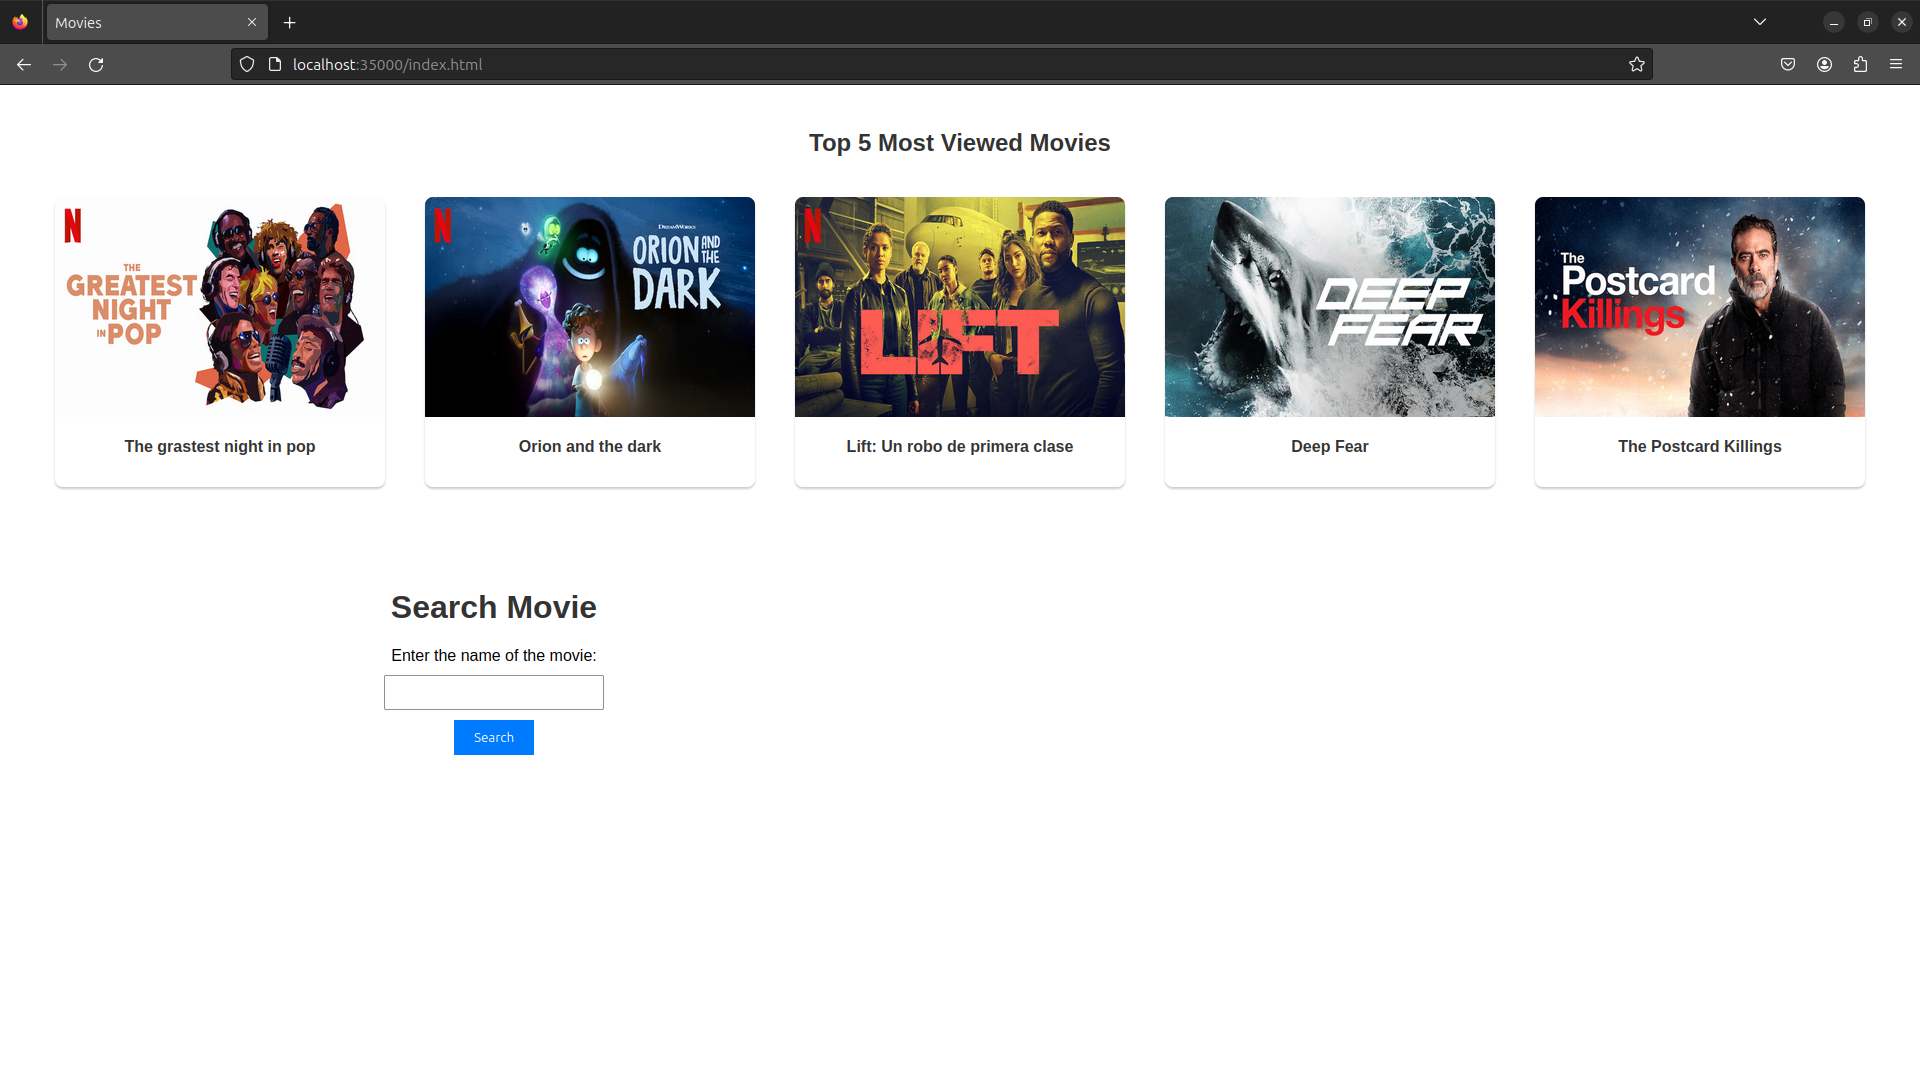 Movies
localhost:35000/index.html
Top 5 Most Viewed Movies
N
THE
GREATEST
NIGHT
IN POP
The grastest night in pop
N
DREAMWORKS
ORION AND THE
DARK
Orion and the dark
N
LIFT
Lift: Un robo de primera clase
DEEP
FEAR
Deep Fear
The
Postcard
Killings
The Postcard Killings
Search Movie
Enter the name of the movie:
Search